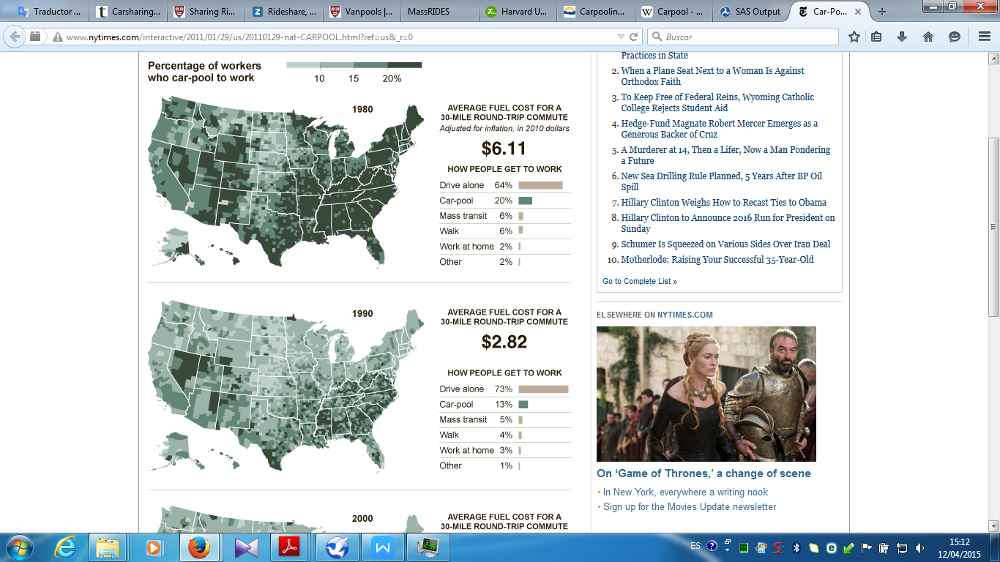 Traductor ...
Carsharing...
Sharing Ri...
Rideshare, ...
Vanpools |...
MassRIDES
Harvard U...
Carpoolin...
Carpool - ...
SAS Output
Car-Po...
www.nytimes.com/interactive/2011/01/29/us/20110129-nat-CARPOOL.html?ref=us&_r=0
Buscar
Percentage of workers
who car-pool to work
10 15 20%
1980
AVERAGE FUEL COST FOR A
30-MILE ROUND-TRIP COMMUTE
Adjusted for inflation, in 2010 dollars
$6.11
HOW PEOPLE GET TO WORK
Drive alone 64%
Car-pool 20%
Mass transit 6%
Walk 6%
Work at home 2%
Other 2%
1990
AVERAGE FUEL COST FOR A
30-MILE ROUND-TRIP COMMUTE
$2.82
HOW PEOPLE GET TO WORK
Drive alone 73%
Car-pool 13%
Mass transit 5%
Walk 4%
Work at home 3%
Other 1%
2000
AVERAGE FUEL COST FOR A
30-MILE ROUND-TRIP COMMUTE
Practices in State
2. When a Plane Seat Next to a Woman Is Against
Orthodox Faith
3. To Keep Free of Federal Reins, Wyoming Catholic
College Rejects Student Aid
4. Hedge-Fund Magnate Robert Mercer Emerges as a
Generous Backer of Cruz
5. A Murderer at 14, Then a Lifer, Now a Man Pondering
a Future
6. New Sea Drilling Rule Planned, 5 Years After BP Oil
Spill
7. Hillary Clinton Weighs How to Recast Ties to Obama
8. Hillary Clinton to Announce 2016 Run for President on
Sunday
9. Schumer Is Squeezed on Various Sides Over Iran Deal
10. Motherlode: Raising Your Successful 35-Year-Old
Go to Complete List »
ELSEWHERE ON NYTIMES.COM
On ‘Game of Thrones,’ a change of scene
• In New York, everywhere a writing nook
• Sign up for the Movies Update newsletter
ES
15:12
12/04/2015